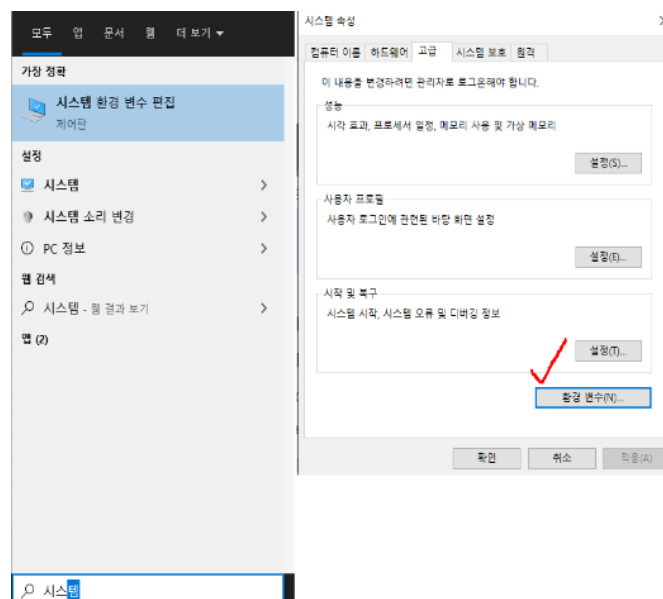 모두 앱 문서 웹 더 보기 ▼
가장 정확
시스템 환경 변수 편집
제어판
설정
시스템
시스템 소리 변경
PC 정보
웹 검색
시스템 - 웹 결과 보기
앱 (2)
시스템
시스템 속성
컴퓨터 이름 하드웨어 고급 시스템 보호 원격
이 내용을 변경하려면 관리자로 로그온해야 합니다.
성능
시각 효과, 프로세서 일정, 메모리 사용 및 가상 메모리
설정(S)...
사용자 프로필
사용자 로그인에 관련된 바탕 화면 설정
설정(E)...
시작 및 복구
시스템 시작, 시스템 오류 및 디버깅 정보
설정(T)...
환경 변수(N)...
확인 취소 적용(A)